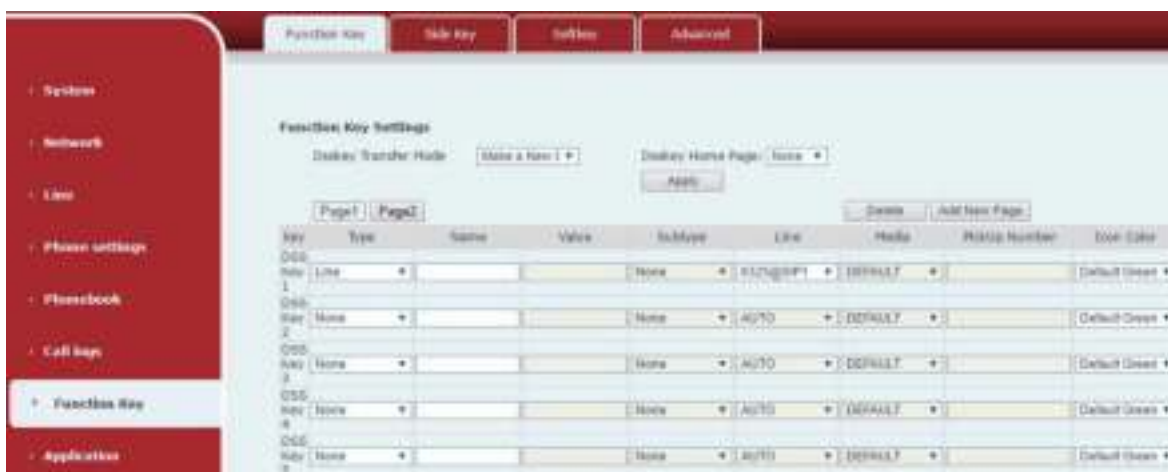 Function Key Side Key Softkey Advanced
› System
› Network
› Line
› Phone settings
› Phonebook
› Call logs
› Function Key
› Application
Function Key Settings
Dsskey Transfer Mode Make a New C Dsskey Home Page: None
Apply
Page1 Page2 Delete Add New Page
Key Type Name Value Subtype Line Media PickUp Number Icon Color
DSS Key 1 Line None DEFAULT Default Green
DSS Key 2 None None AUTO DEFAULT Default Green
DSS Key 3 None None AUTO DEFAULT Default Green
DSS Key 4 None None AUTO DEFAULT Default Green
DSS Key None None AUTO DEFAULT Default Green